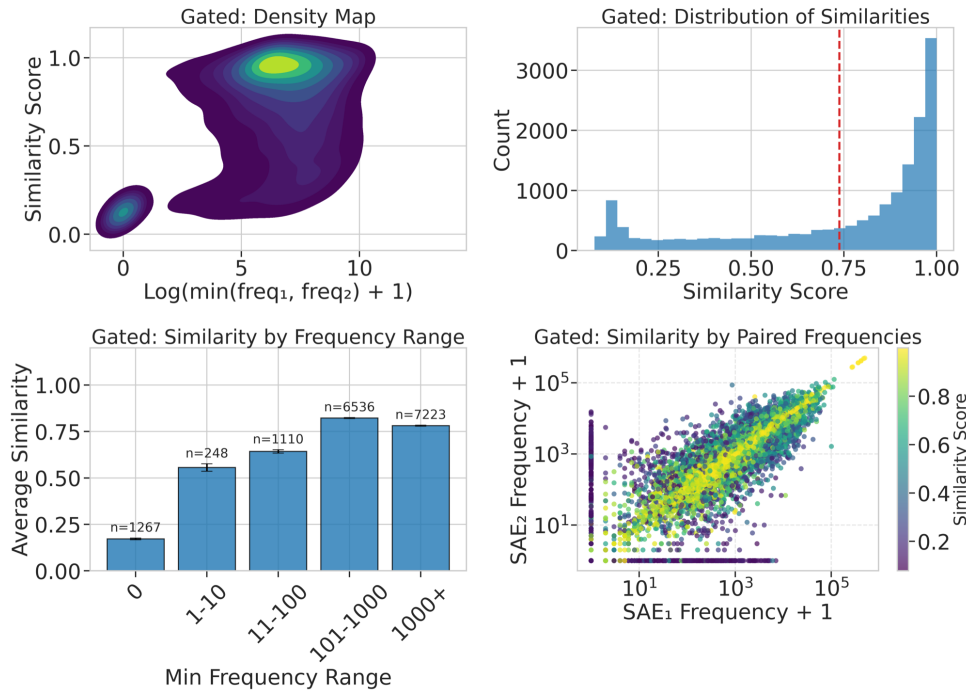 Gated: Density Map
Similarity Score
1.0
0.5
0.0
0
5
10
Log(min(freq₁, freq₂) + 1)
Gated: Distribution of Similarities
Count
3000
2000
1000
0
0.25
0.50
0.75
1.00
Similarity Score
Gated: Similarity by Frequency Range
Average Similarity
1.00
0.75
0.50
0.25
0.00
n=1267
n=248
n=1110
n=6536
n=7223
0
1-10
11-100
101-1000
1000+
Min Frequency Range
Gated: Similarity by Paired Frequencies
SAE₂ Frequency + 1
10⁵
10³
10¹
10¹
10³
10⁵
SAE₁ Frequency + 1
0.8
0.6
0.4
0.2
Similarity Score